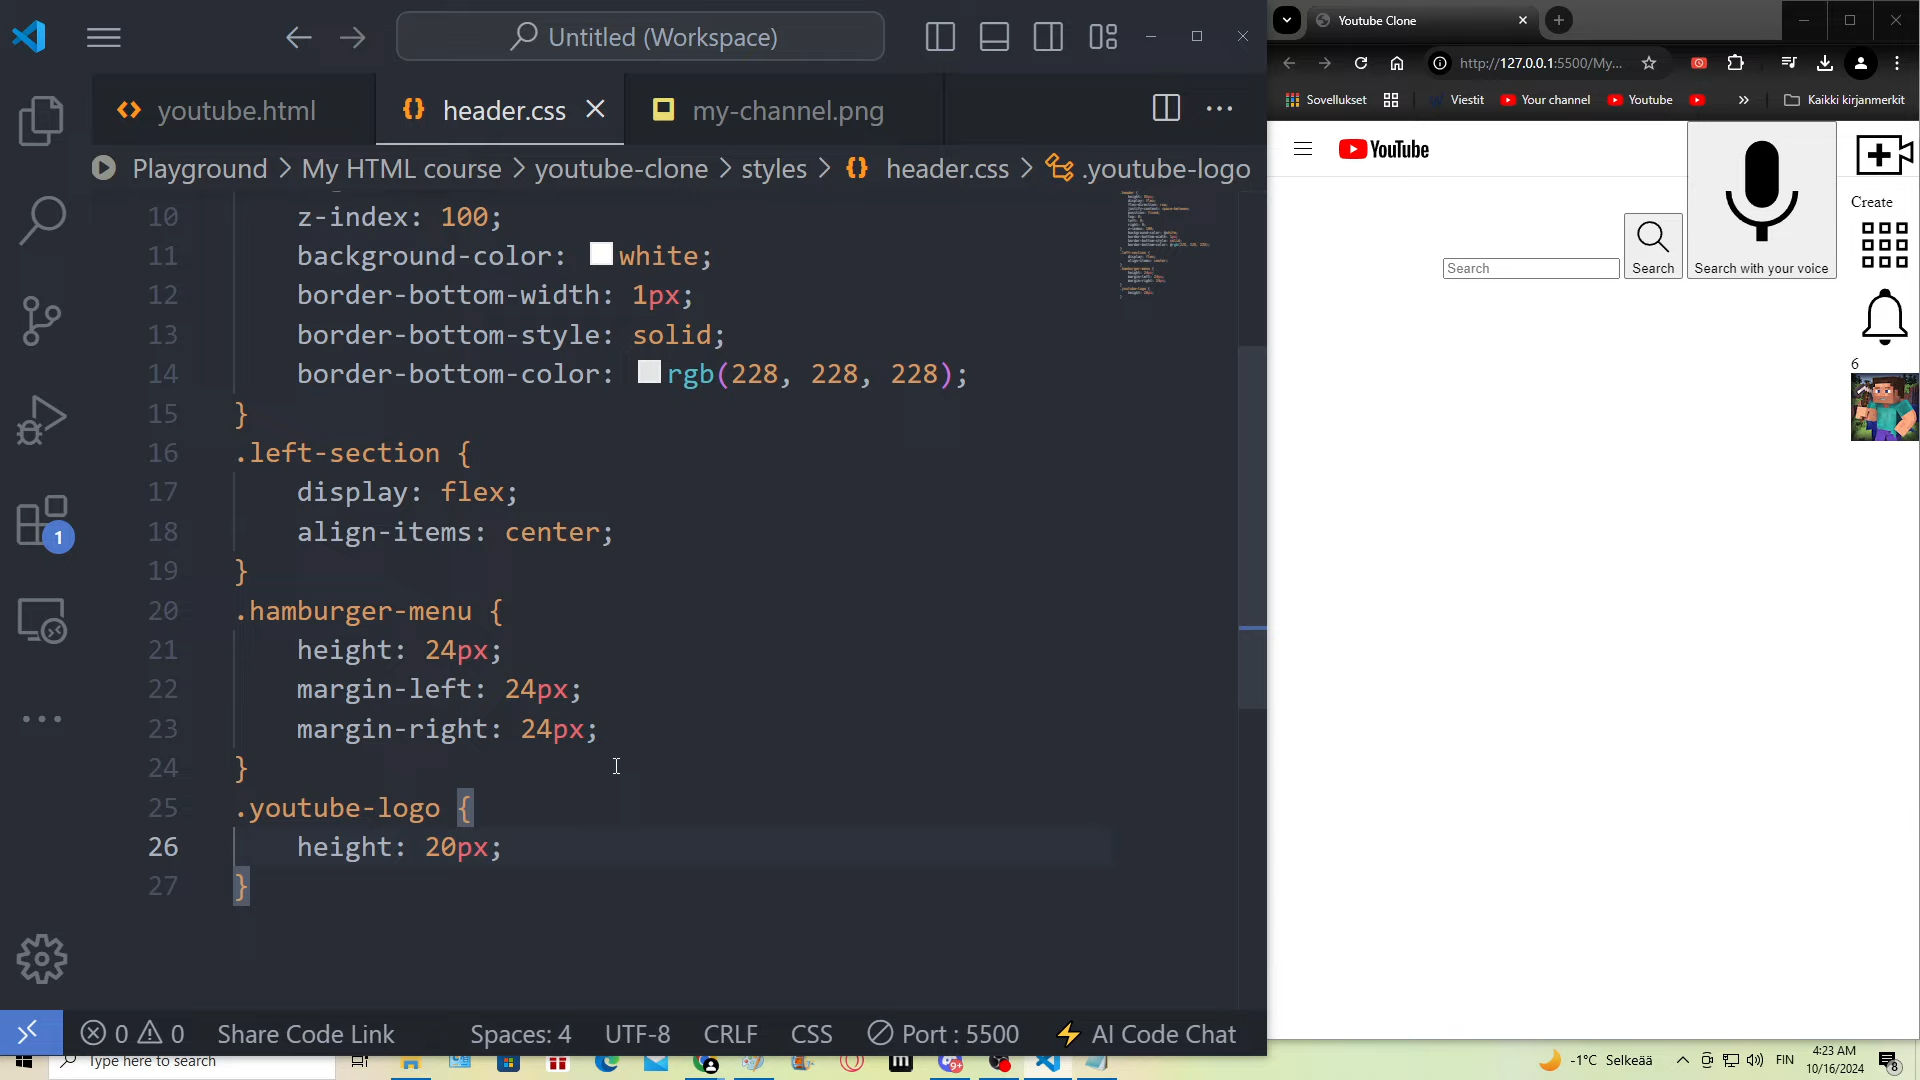 Untitled (Workspace)
youtube.html
header.css
my-channel.png
Playground > My HTML course > youtube-clone > styles > {} header.css > .youtube-logo
10 z-index: 100;
11 background-color: white;
12 border-bottom-width: 1px;
13 border-bottom-style: solid;
14 border-bottom-color: rgb(228, 228, 228);
15 }
16 .left-section {
17 display: flex;
18 align-items: center;
19 }
20 .hamburger-menu {
21 height: 24px;
22 margin-left: 24px;
23 margin-right: 24px;
24 }
25 .youtube-logo {
26 height: 20px;
27 }
1
0 0 Share Code Link Spaces: 4 UTF-8 CRLF CSS Port : 5500 AI Code Chat
Youtube Clone
http://127.0.0.1:5500/My...
Sovellukset Viestit Your channel Youtube » Kaikki kirjanmerkit
YouTube
Search
Search
Search with your voice
Create
6
Type here to search
9+
-1°C Selkeää
FIN
4:23 AM
10/16/2024
8